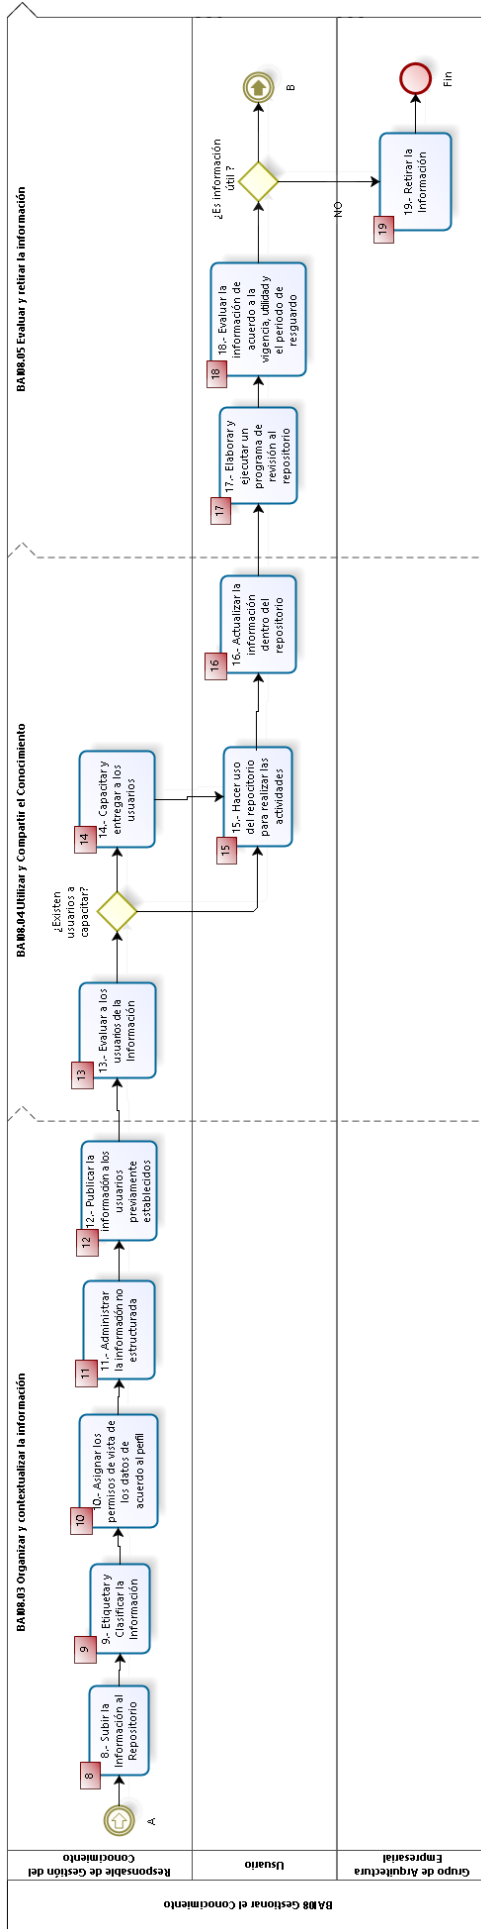 BAI08 Gestionar el Conocimiento
Responsable de Gestión del
Conocimiento
Usuario
Grupo de Arquitectura
Empresarial
BAI08.03 Organizar y contextualizar la información
BAI08.04 Utilizar y Compartir el Conocimiento
BAI08.05 Evaluar y retirar la información
A
8
8.- Subir la
Información al
Repositorio
9
9.- Etiquetar y
Clasificar la
Información
10
10.- Asignar los
permisos de vista de
los datos de
acuerdo al perfil
11
11.- Administrar
la información no
estructurada
12
12.- Publicar la
información a los
usuarios
previamente
establecidos
13
13.- Evaluar a los
usuarios de la
Información
¿Existen
usuarios a
capacitar?
14
14.- Capacitar y
entregar a los
usuarios
15
15.- Hacer uso
del repocitorio
para realizar las
actividades
16
16.- Actualizar la
información
dentro del
repositorio
17
17.- Elaborar y
ejecutar un
programa de
revisión al
repositorio
18
18.- Evaluar la
información de
acuerdo a la
vigencia, utilidad y
el periodo de
resguardo
¿Es información
útil ?
B
NO
19
19.- Retirar la
Información
Fin